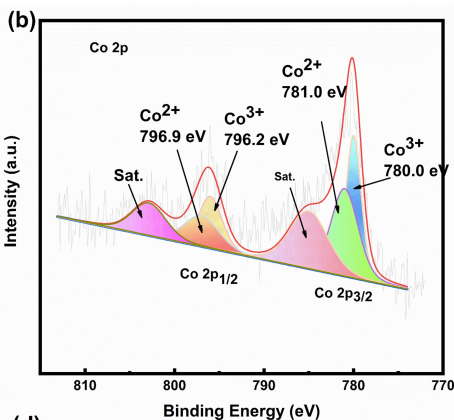 (b)
Co 2p
Co2+
781.0 eV
Co2+
796.9 eV
Co3+
796.2 eV
Co3+
780.0 eV
Sat.
Sat.
Co 2p1/2
Co 2p3/2
Intensity (a.u.)
810 800 790 780 770
Binding Energy (eV)